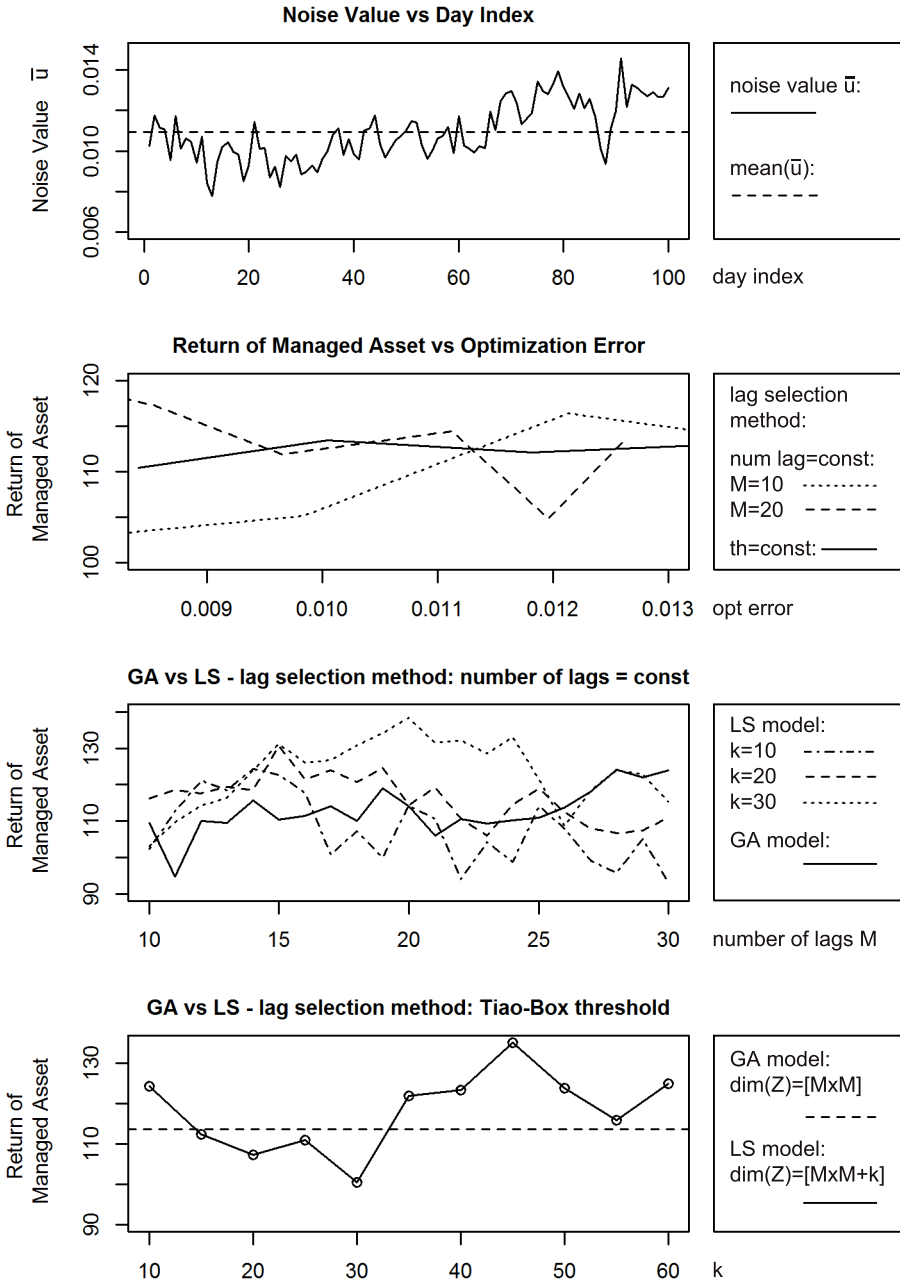 Noise Value vs Day Index
Noise Value u̅
0.014
0.010
0.006
0 20 40 60 80 100
day index
noise value u̅:
mean(u̅):
Return of Managed Asset vs Optimization Error
Return of
Managed Asset
120
110
100
0.009 0.010 0.011 0.012 0.013
opt error
lag selection
method:
num lag=const:
M=10
M=20
th=const:
GA vs LS - lag selection method: number of lags = const
Return of
Managed Asset
130
110
90
10 15 20 25 30
number of lags M
LS model:
k=10
k=20
k=30
GA model:
GA vs LS - lag selection method: Tiao-Box threshold
Return of
Managed Asset
130
110
90
10 20 30 40 50 60
k
GA model:
dim(Z)=[MxM]
LS model:
dim(Z)=[MxM+k]